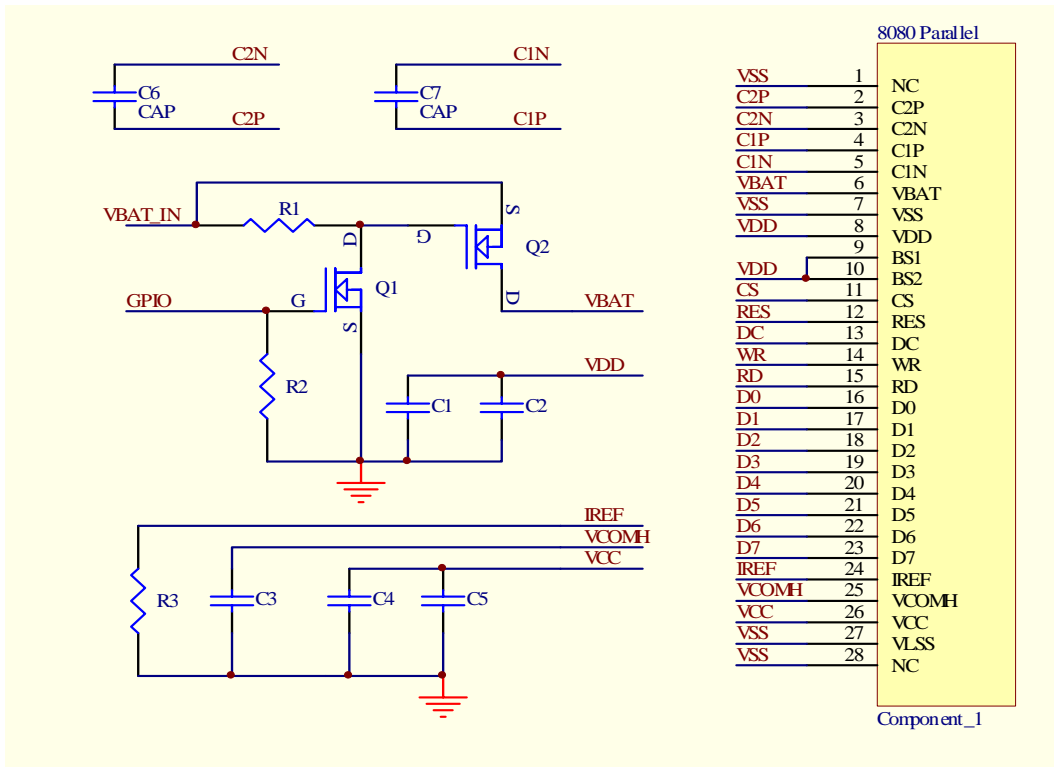 8080 Parallel
C2N
C6
CAP
C2P
C1N
C7
CAP
C1P
VBAT_IN
R1
D
G
S
Q2
D
VBAT
GPIO
G
Q1
S
R2
VDD
C1
C2
IREF
VCOMH
VCC
R3
C3
C4
C5
VSS 1 NC
C2P 2 C2P
C2N 3 C2N
C1P 4 C1P
C1N 5 C1N
VBAT 6 VBAT
VSS 7 VSS
VDD 8 VDD
9 BS1
VDD 10 BS2
CS 11 CS
RES 12 RES
DC 13 DC
WR 14 WR
RD 15 RD
D0 16 D0
D1 17 D1
D2 18 D2
D3 19 D3
D4 20 D4
D5 21 D5
D6 22 D6
D7 23 D7
IREF 24 IREF
VCOMH 25 VCOMH
VCC 26 VCC
VSS 27 VLSS
VSS 28 NC
Component_1